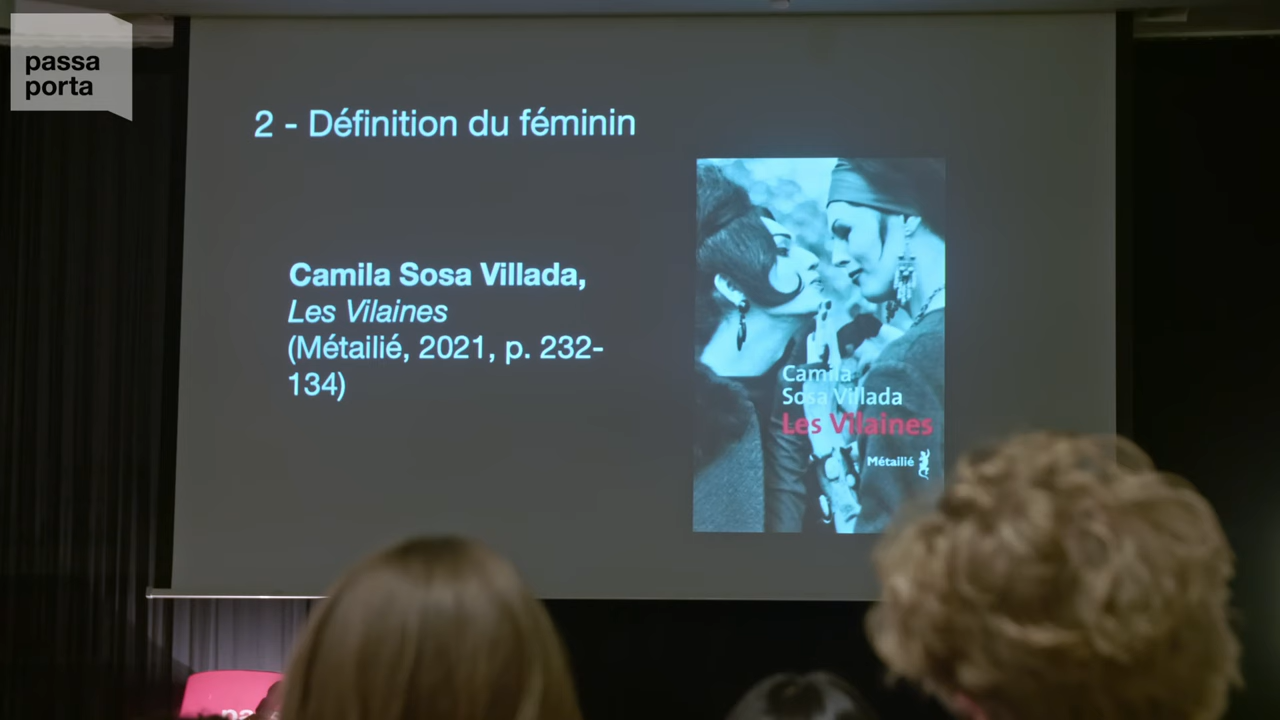 passa
porta
2 - Définition du féminin
Camila Sosa Villada,
Les Vilaines
(Métailié, 2021, p. 232-
134)
Camila
Sosa Villada
Les Vilaines
Métailié
pa